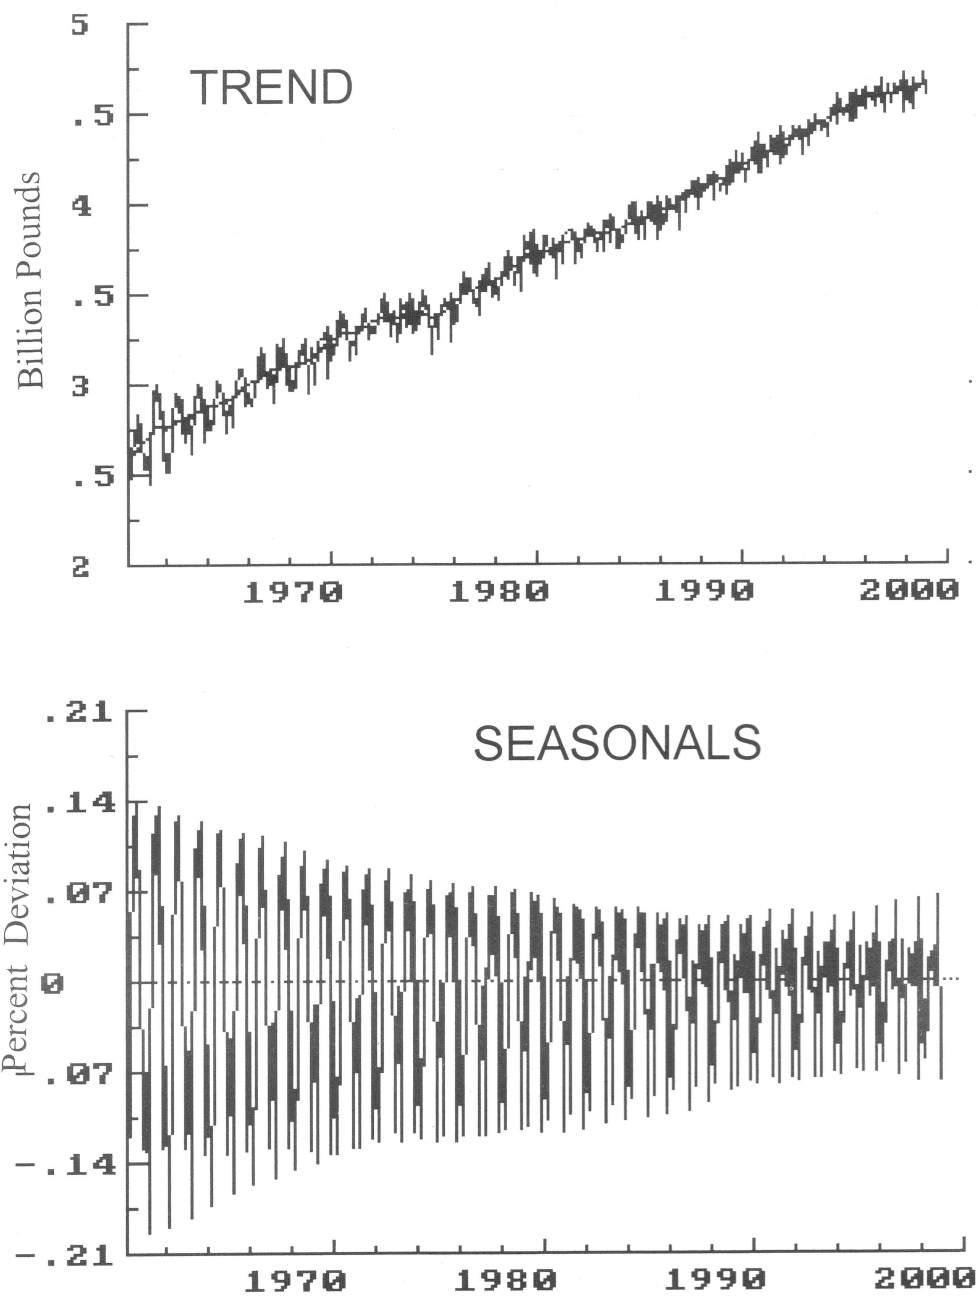 5
TREND
.5
4
.5
3
.5
2
Billion Pounds
1970 1980 1990 2000
.21
SEASONALS
.14
.07
0
.07
-.14
-.21
Percent Deviation
1970 1980 1990 2000